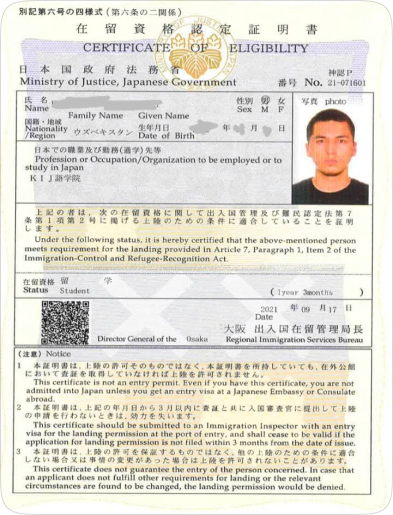 別記第六号の四様式(第六条の二関係)
在留資格認定証明書
CERTIFICATE OF ELIGIBILITY
日本国政府法務省
神認P
Ministry of Justice, Japanese Government
番号 No. 21-071601
氏名
Name
Family Name Given Name
性別 男 女
Sex M F
写真 photo
国籍・地域
Nationality
/Region
ウズベキスタン
生年月日 年 月 日
Date of Birth
日本での職業及び勤務(通学)先等
Profession or Occupation/Organization to be employed or to
study in Japan
KIJ語学院
上記の者は、次の在留資格に関して出入国管理及び難民認定法第7
条第1項第2号に掲げる上陸のための条件に適合していることを証明
します。
Under the following status, it is hereby certified that the above-mentioned person
meets requirement for the landing provided in Article 7, Paragraph 1, Item 2 of the
Immigration-Control and Refugee-Recognition Act.
在留資格 留学
Status Student
(1year 3months )
2021 年 09 月 17 日
Date
大阪 出入国在留管理局長
Director General of the Osaka Regional Immigration Services Bureau
(注意) Notice
1 本証明書は、上陸の許可そのものではなく、本証明書を所持していても、在外公館
において査証を取得していなければ上陸を許可されません。
This certificate is not an entry permit. Even if you have this certificate, you are not
admitted into Japan unless you get an entry visa at a Japanese Embassy or Consulate
abroad.
2 本証明書は、上記の年月日から3月以内に査証と共に入国審査官に提出して上陸
の申請を行わないときは、効力を失います。
This certificate should be submitted to an Immigration Inspector with an entry
visa for the landing permission at the port of entry, and shall cease to be valid if the
application for landing permission is not filed within 3 months from the date of issue.
3 本証明書は、上陸の許可を保証するものではなく、他の上陸のための条件に適合
しない場合又は事情の変更があった場合は上陸を許可されないことがあります。
This certificate does not guarantee the entry of the person concerned. In case that
an applicant does not fulfill other requirements for landing or the relevant
circumstances are found to be changed, the landing permission would be denied.